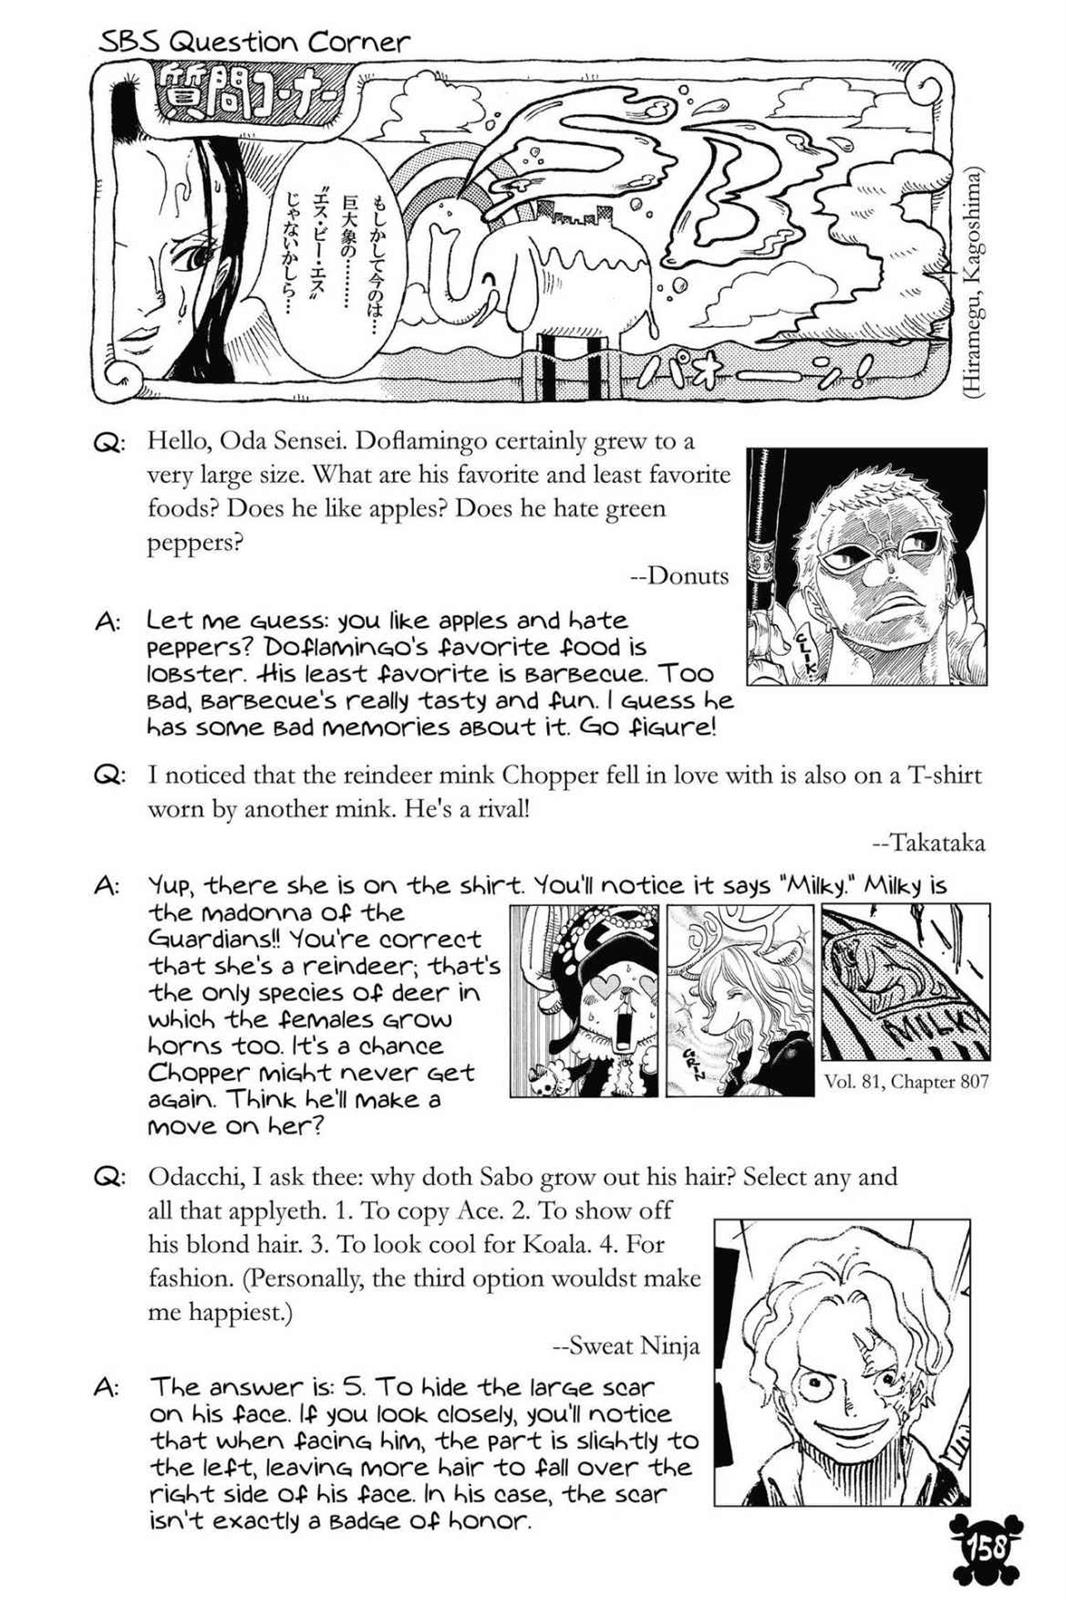 SBS Question Corner
質問コーナー
SBS
もしかして今のは…
巨大象の………
"エス・ビー・エス"
じゃないかしら…
パオーーン!
(Hiramegu, Kagoshima)
Q: Hello, Oda Sensei. Doflamingo certainly grew to a
very large size. What are his favorite and least favorite
foods? Does he like apples? Does he hate green
peppers?
--Donuts
CLIK
A: Let me guess: you like apples and hate
peppers? Doflamingo's favorite food is
lobster. His least favorite is barbecue. Too
bad, barbecue's really tasty and fun. I guess he
has some bad memories about it. Go figure!
Q: I noticed that the reindeer mink Chopper fell in love with is also on a T-shirt
worn by another mink. He's a rival!
--Takataka
A: Yup, there she is on the shirt. You'll notice it says "Milky." Milky is
the madonna of the
Guardians!! You're correct
that she's a reindeer; that's
the only species of deer in
which the females grow
horns too. It's a chance
Chopper might never get
again. Think he'll make a
move on her?
GRIN
MILKY
Vol. 81, Chapter 807
Q: Odacchi, I ask thee: why doth Sabo grow out his hair? Select any and
all that applyeth. 1. To copy Ace. 2. To show off
his blond hair. 3. To look cool for Koala. 4. For
fashion. (Personally, the third option wouldst make
me happiest.)
--Sweat Ninja
A: The answer is: 5. To hide the large scar
on his face. If you look closely, you'll notice
that when facing him, the part is slightly to
the left, leaving more hair to fall over the
right side of his face. In his case, the scar
isn't exactly a badge of honor.
158